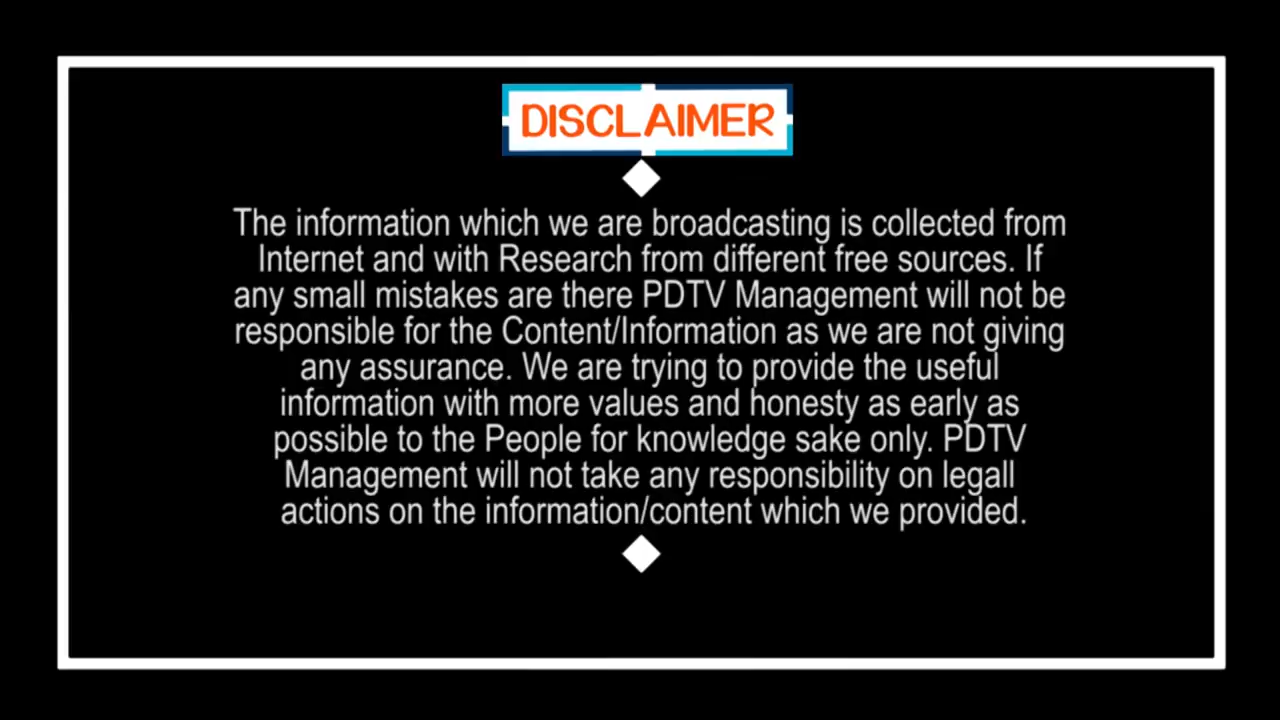 DISCLAIMER
The information which we are broadcasting is collected from
Internet and with Research from different free sources. If
any small mistakes are there PDTV Management will not be
responsible for the Content/Information as we are not giving
any assurance. We are trying to provide the useful
information with more values and honesty as early as
possible to the People for knowledge sake only. PDTV
Management will not take any responsibility on legall
actions on the information/content which we provided.